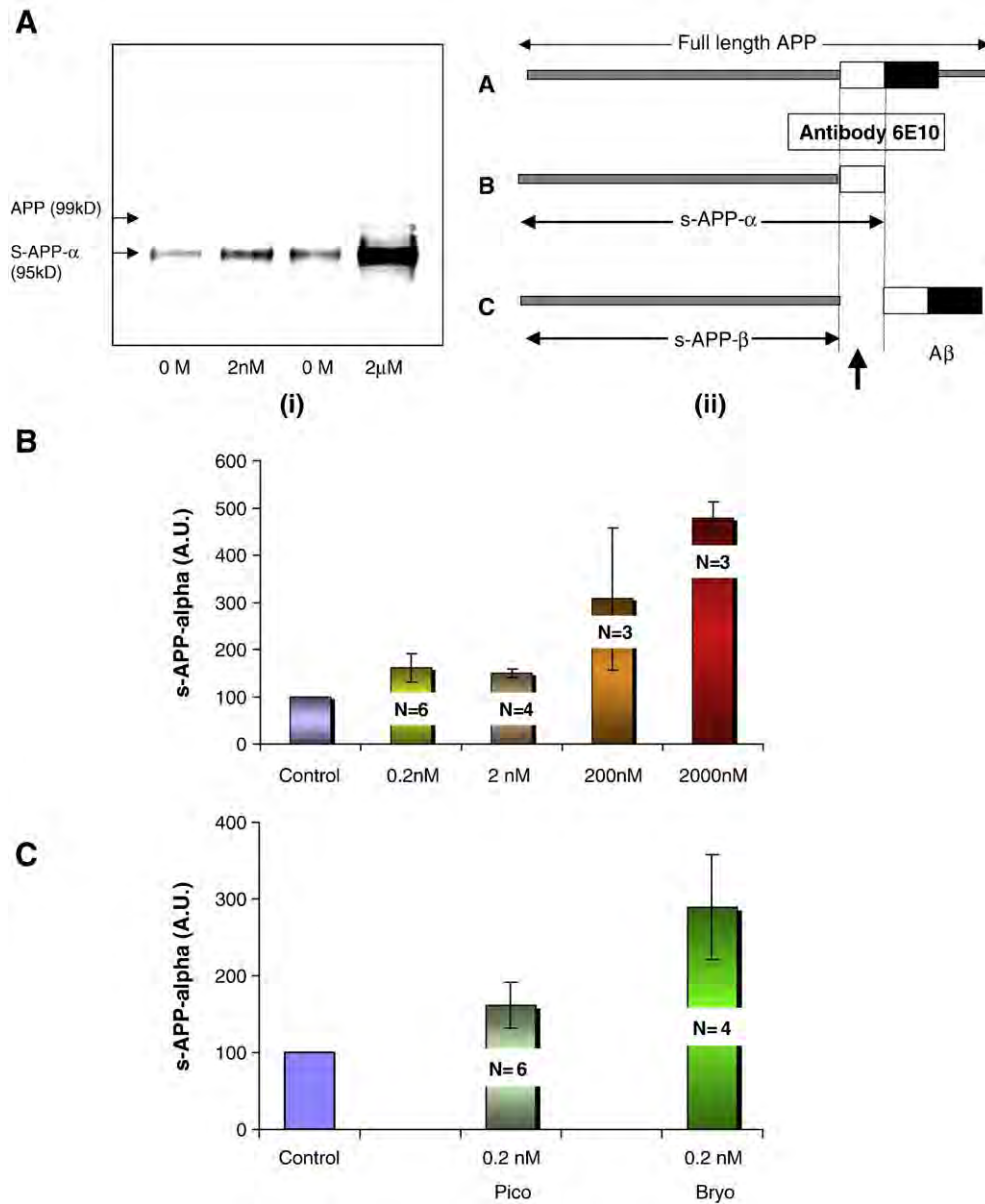 A
APP (99kD)
S-APP-α
(95kD)
0 M 2nM 0 M 2μM
(i)
Full length APP
A
Antibody 6E10
B
s-APP-α
C
s-APP-β
Aβ
(ii)
B
s-APP-alpha (A.U.)
600
500
400
300
200
100
0
N=6
N=4
N=3
N=3
Control 0.2nM 2 nM 200nM 2000nM
C
s-APP-alpha (A.U.)
400
300
200
100
0
N= 6
N= 4
Control 0.2 nM 0.2 nM
Pico Bryo